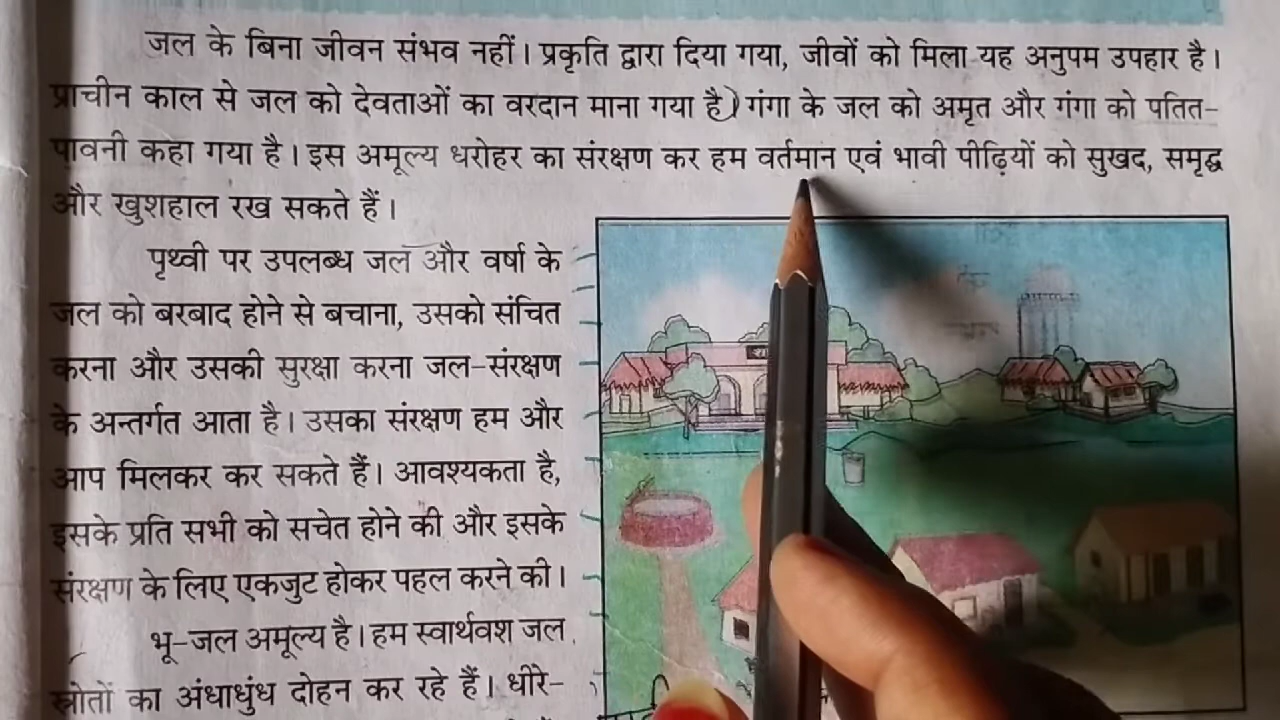 जल के बिना जीवन संभव नहीं। प्रकृति द्वारा दिया गया, जीवों को मिला यह अनुपम उपहार है।
प्राचीन काल से जल को देवताओं का वरदान माना गया है। गंगा के जल को अमृत और गंगा को पतित-
पावनी कहा गया है। इस अमूल्य धरोहर का संरक्षण कर हम वर्तमान एवं भावी पीढ़ियों को सुखद, समृद्ध
और खुशहाल रख सकते हैं।
पृथ्वी पर उपलब्ध जल और वर्षा के
जल को बरबाद होने से बचाना, उसको संचित
करना और उसकी सुरक्षा करना जल-संरक्षण
के अन्तर्गत आता है। उसका संरक्षण हम और
आप मिलकर कर सकते हैं। आवश्यकता है,
इसके प्रति सभी को सचेत होने की और इसके
संरक्षण के लिए एकजुट होकर पहल करने की।
भू-जल अमूल्य है। हम स्वार्थवश जल
स्रोतों का अंधाधुंध दोहन कर रहे हैं। धीरे-